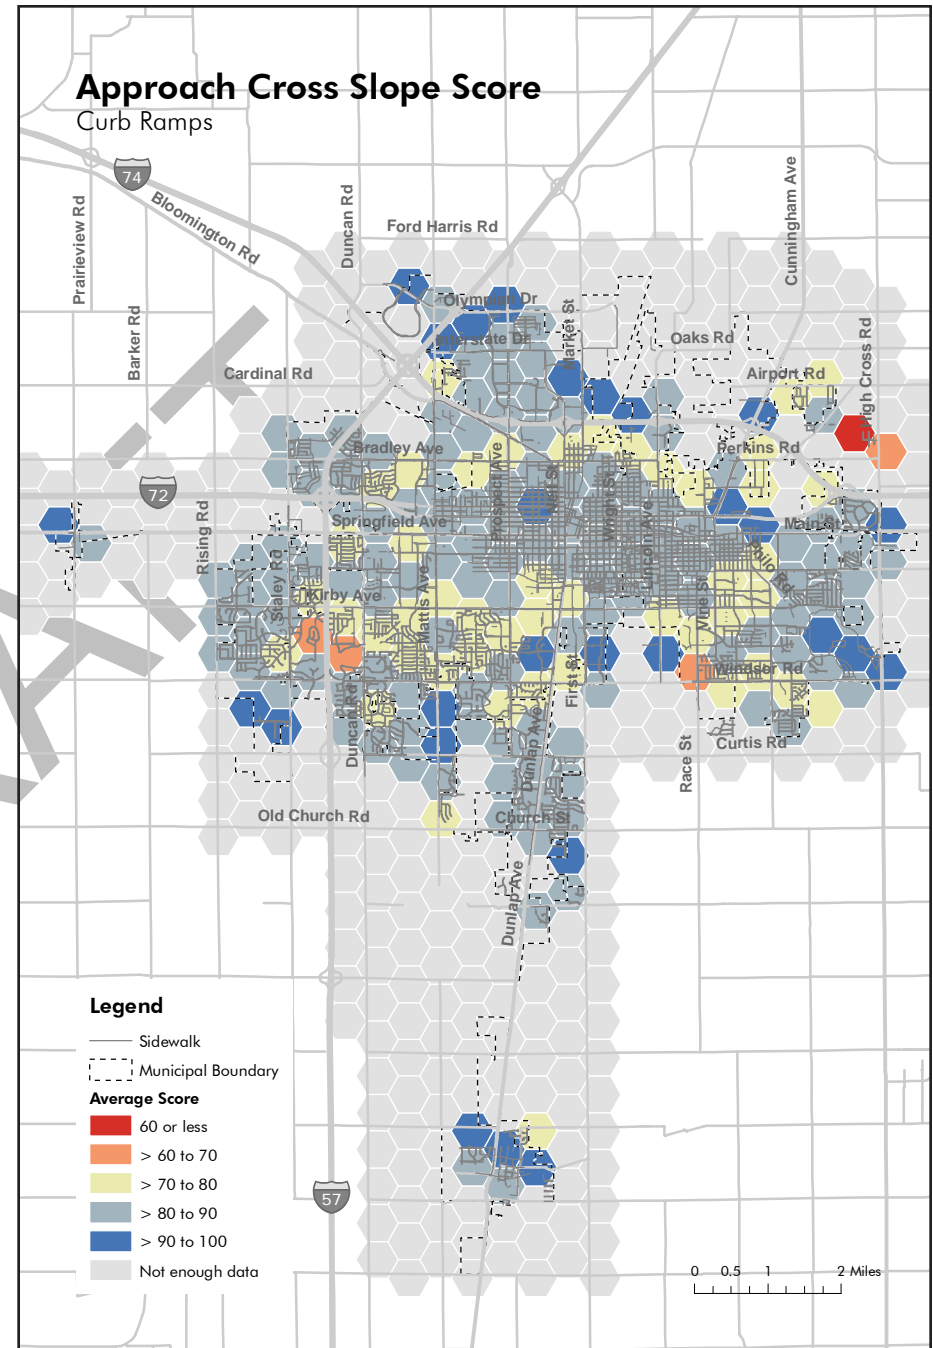 Approach Cross Slope Score
Curb Ramps
74
Bloomington Rd
Prairieview Rd
Duncan Rd
Ford Harris Rd
Cunningham Ave
Barker Rd
Olympian Dr
Interstate Dr
Market St
Oaks Rd
Cardinal Rd
Airport Rd
High Cross Rd
Bradley Ave
Prospect Ave
Perkins Rd
72
Rising Rd
Springfield Ave
Neil St
Wright St
Lincoln Ave
Main St
Philo Rd
Staley Rd
Kirby Ave
Mattis Ave
Vine St
First St
Windsor Rd
Duncan Rd
Dunlap Ave
Race St
Curtis Rd
Old Church Rd
Church St
Dunlap Ave
Legend
Sidewalk
Municipal Boundary
Average Score
60 or less
> 60 to 70
> 70 to 80
> 80 to 90
> 90 to 100
Not enough data
57
0 0.5 1 2 Miles